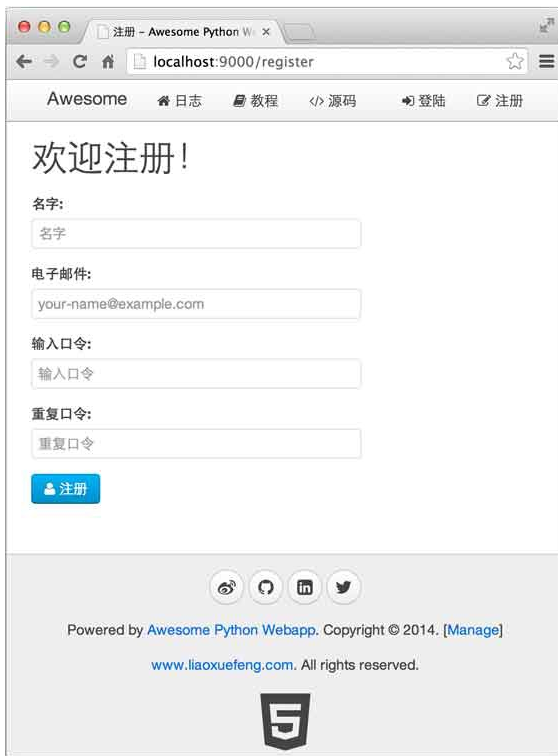 注册 - Awesome Python W
localhost:9000/register
Awesome 日志 教程 源码 登陆 注册
欢迎注册！
名字:
名字
电子邮件:
your-name@example.com
输入口令:
输入口令
重复口令:
重复口令
注册
Powered by Awesome Python Webapp. Copyright © 2014. [Manage]
www.liaoxuefeng.com. All rights reserved.